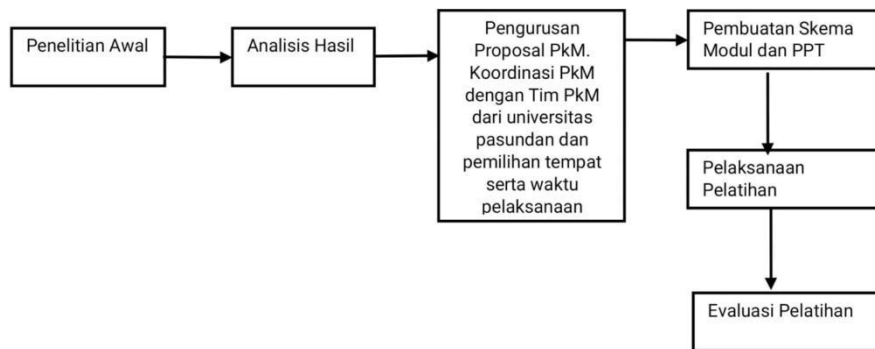 Penelitian Awal
Analisis Hasil
Pengurusan
Proposal PkM.
Koordinasi PkM
dengan Tim PkM
dari universitas
pasundan dan
pemilihan tempat
serta waktu
pelaksanaan
Pembuatan Skema
Modul dan PPT
Pelaksanaan
Pelatihan
Evaluasi Pelatihan